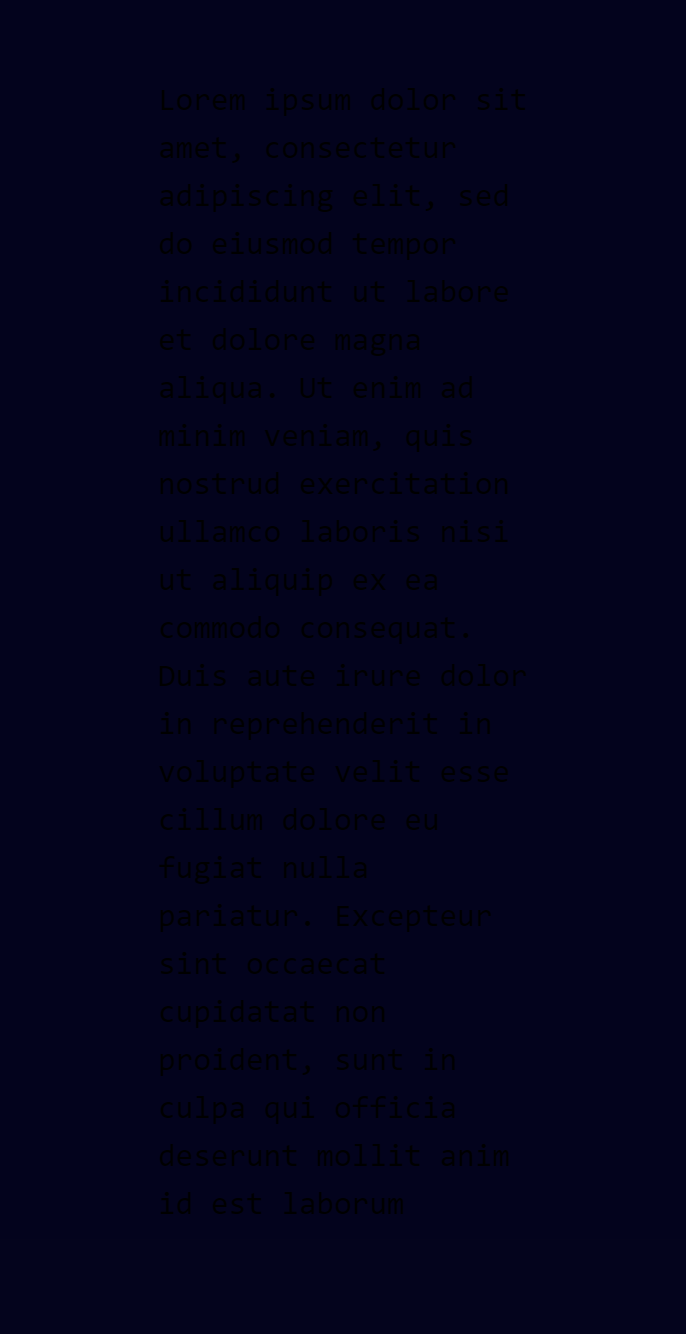 Lorem ipsum dolor sit
amet, consectetur
adipiscing elit, sed
do eiusmod tempor
incididunt ut labore
et dolore magna
aliqua. Ut enim ad
minim veniam, quis
nostrud exercitation
ullamco laboris nisi
ut aliquip ex ea
commodo consequat.
Duis aute irure dolor
in reprehenderit in
voluptate velit esse
cillum dolore eu
fugiat nulla
pariatur. Excepteur
sint occaecat
cupidatat non
proident, sunt in
culpa qui officia
deserunt mollit anim
id est laborum